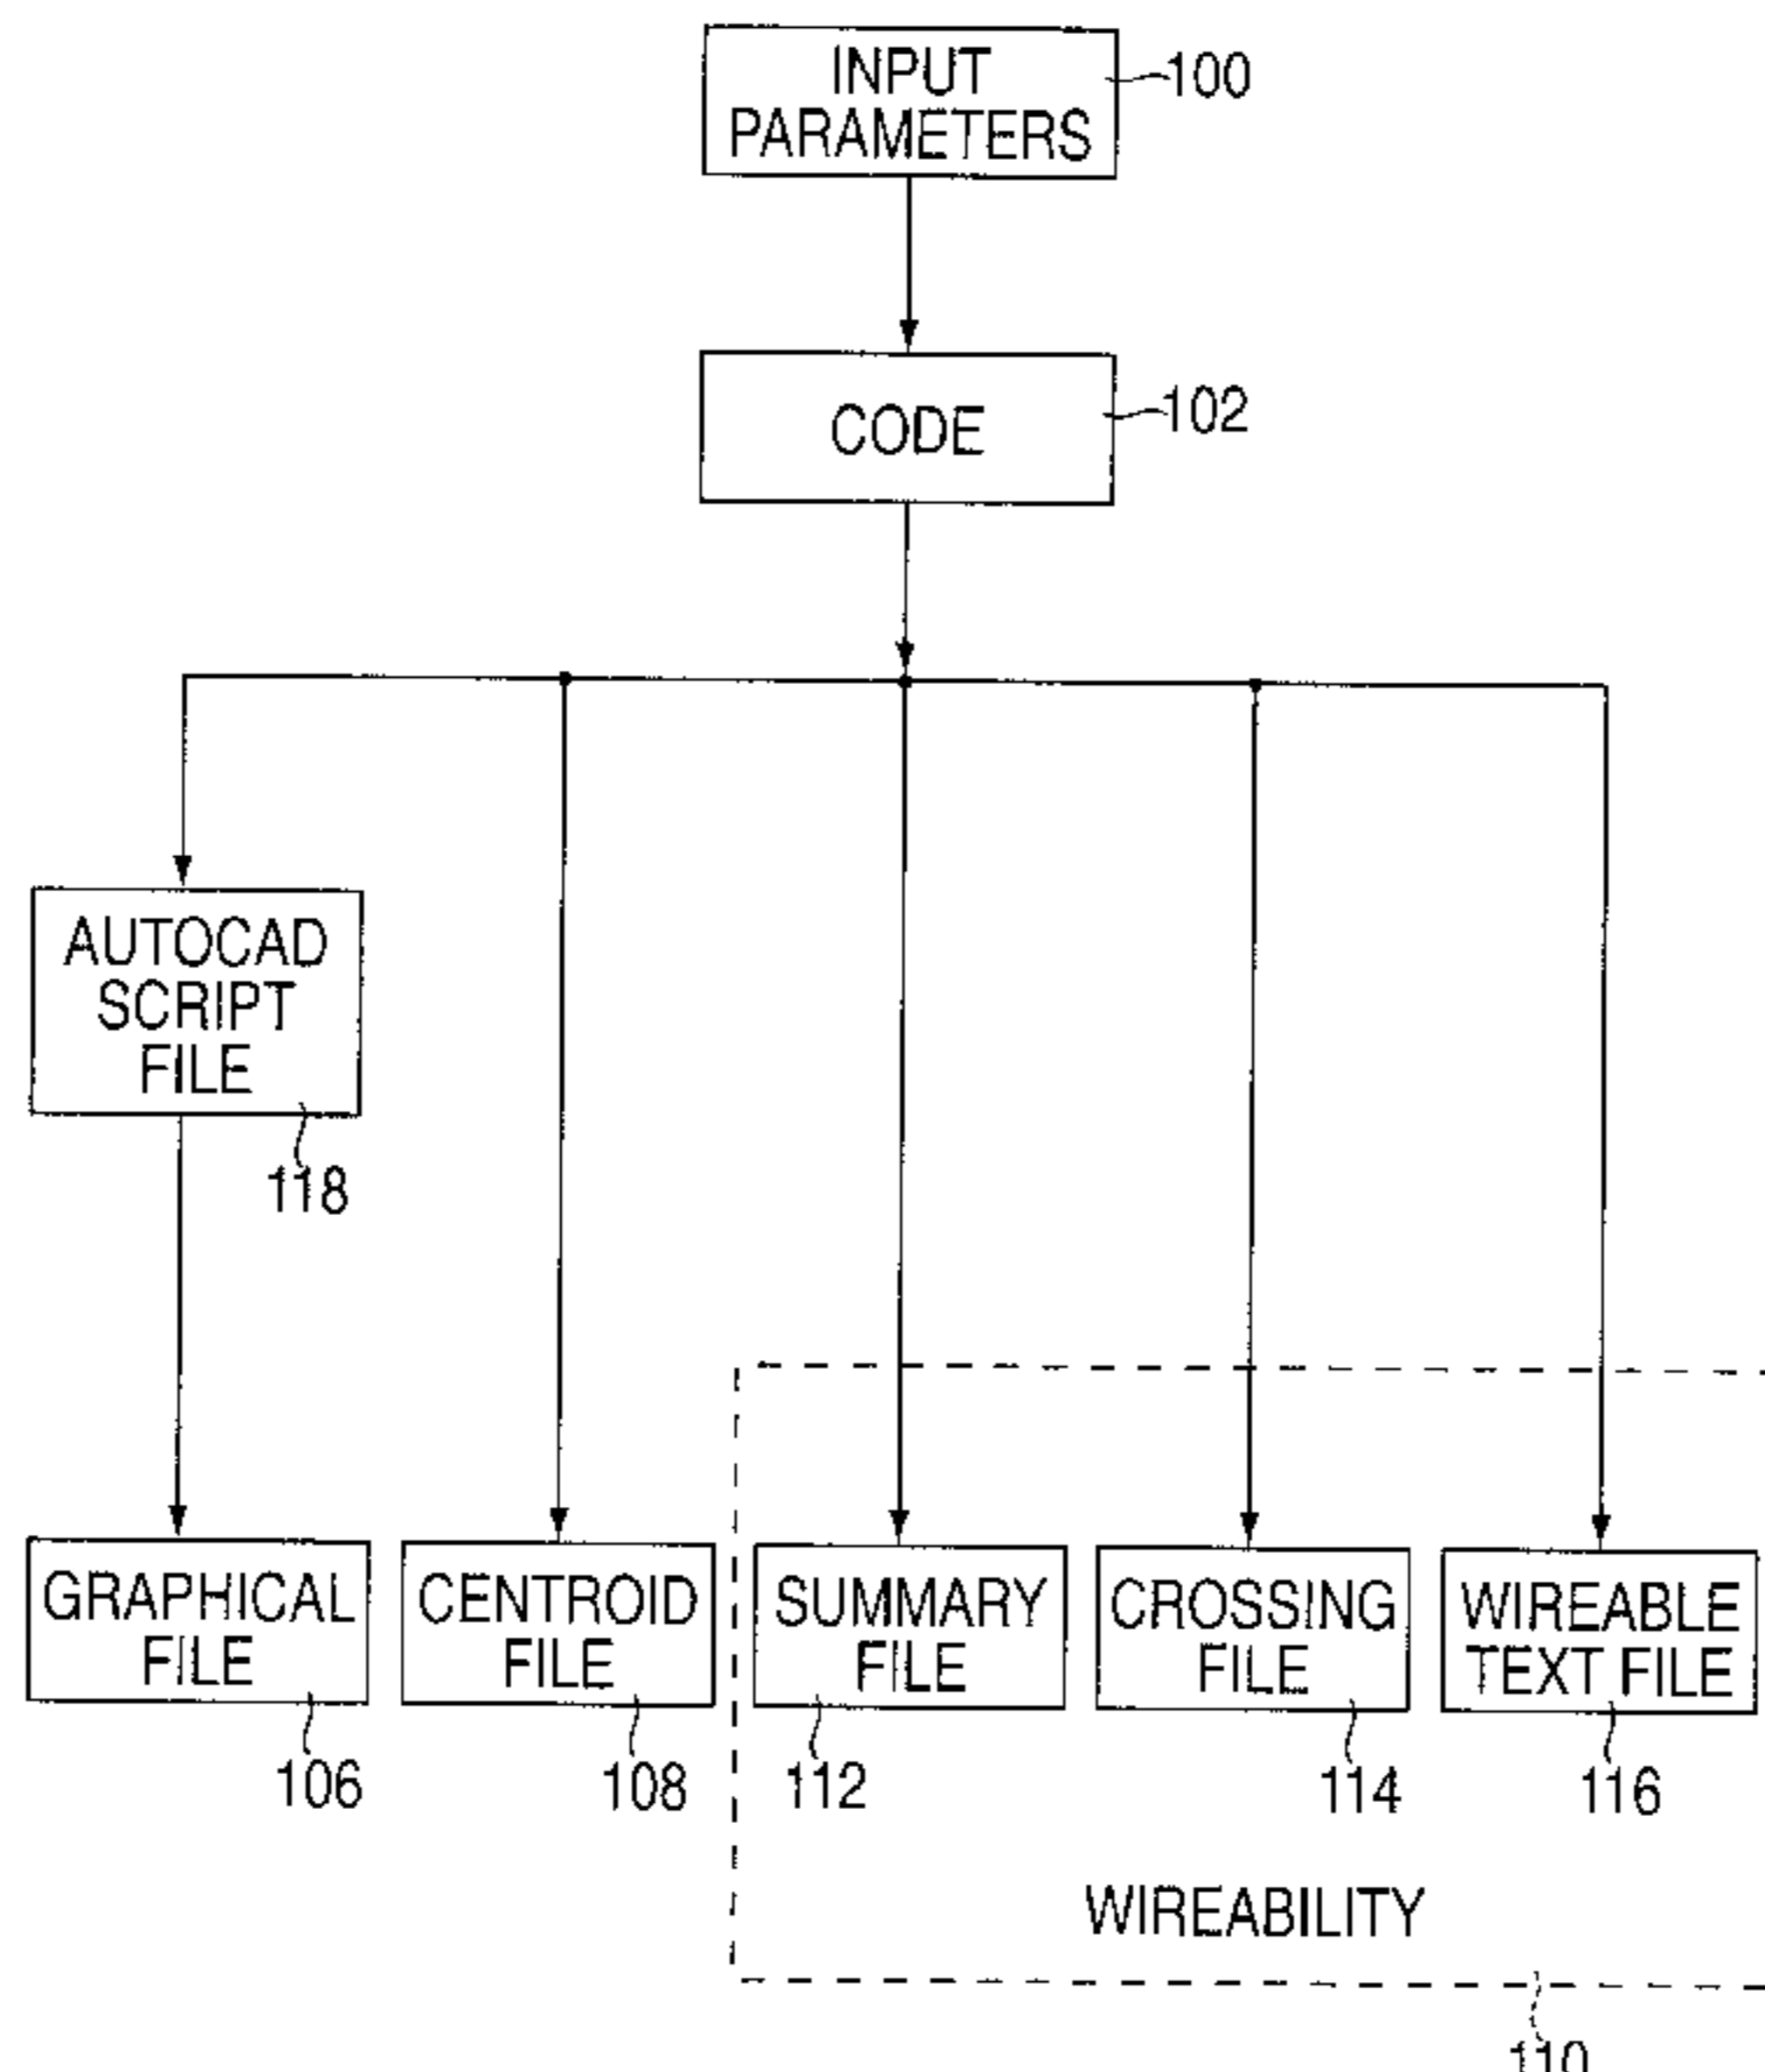 INPUT
PARAMETERS
100
CODE
102
AUTOCAD
SCRIPT
FILE
118
GRAPHICAL
FILE
106
CENTROID
FILE
108
SUMMARY
FILE
112
CROSSING
FILE
114
WIREABLE
TEXT FILE
116
WIREABILITY
110